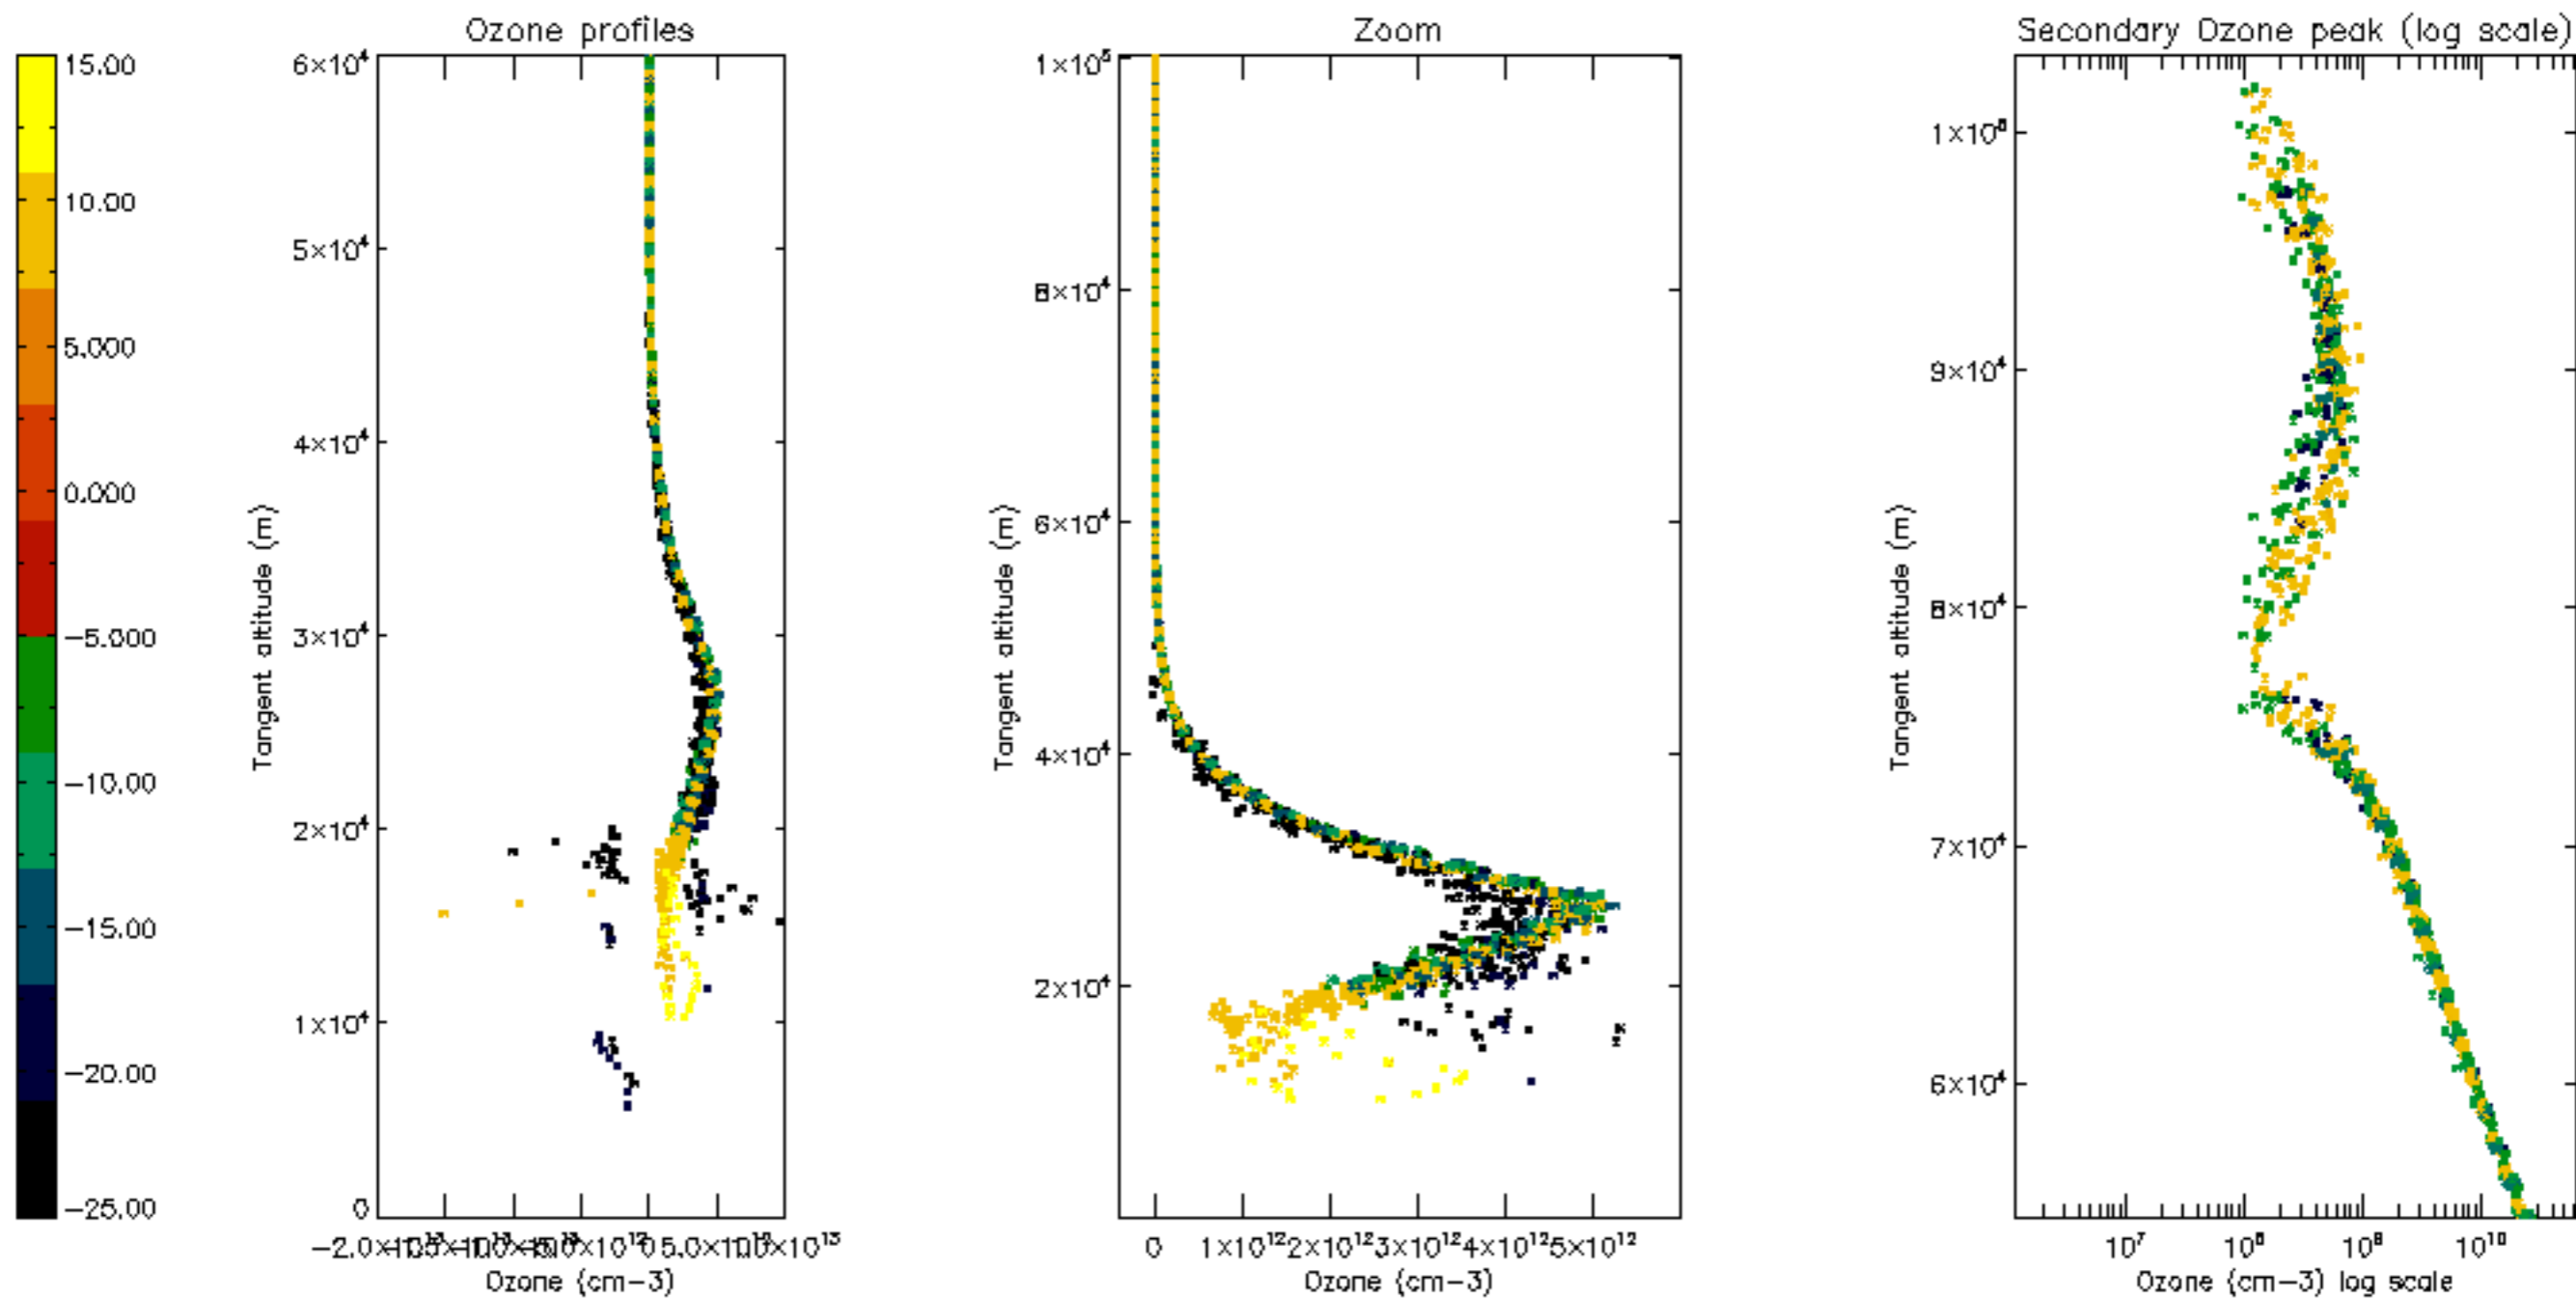 Ozone profiles
Zoom
Secondary Ozone peak (log scale)
15.00
10.00
5.000
0.000
−5.000
−10.00
−15.00
−20.00
−25.00
6×10⁴
5×10⁴
4×10⁴
3×10⁴
2×10⁴
1×10⁴
0
Tangent altitude (m)
Ozone (cm−3)
1×10⁵
8×10⁴
6×10⁴
4×10⁴
2×10⁴
Tangent altitude (m)
0 1×10¹² 2×10¹² 3×10¹² 4×10¹² 5×10¹²
Ozone (cm−3)
9×10⁴
8×10⁴
7×10⁴
6×10⁴
Tangent altitude (m)
10⁷ 10⁸ 10⁹ 10¹⁰
Ozone (cm−3) log scale